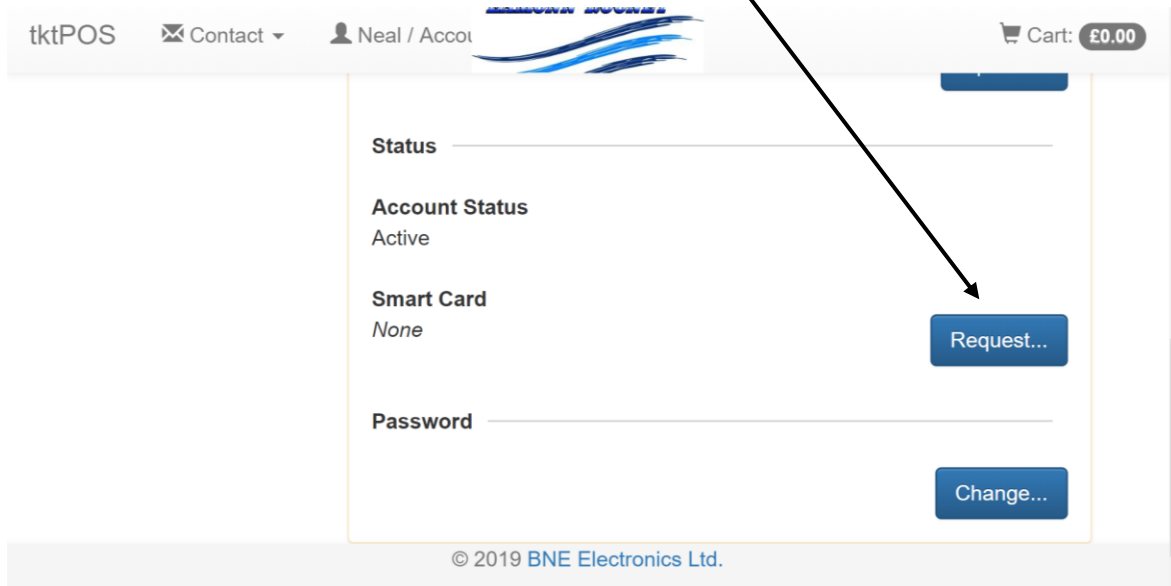 tktPOS Contact Neal / Accou Cart: £0.00
Status
Account Status
Active
Smart Card
None
Request...
Password
Change...
© 2019 BNE Electronics Ltd.